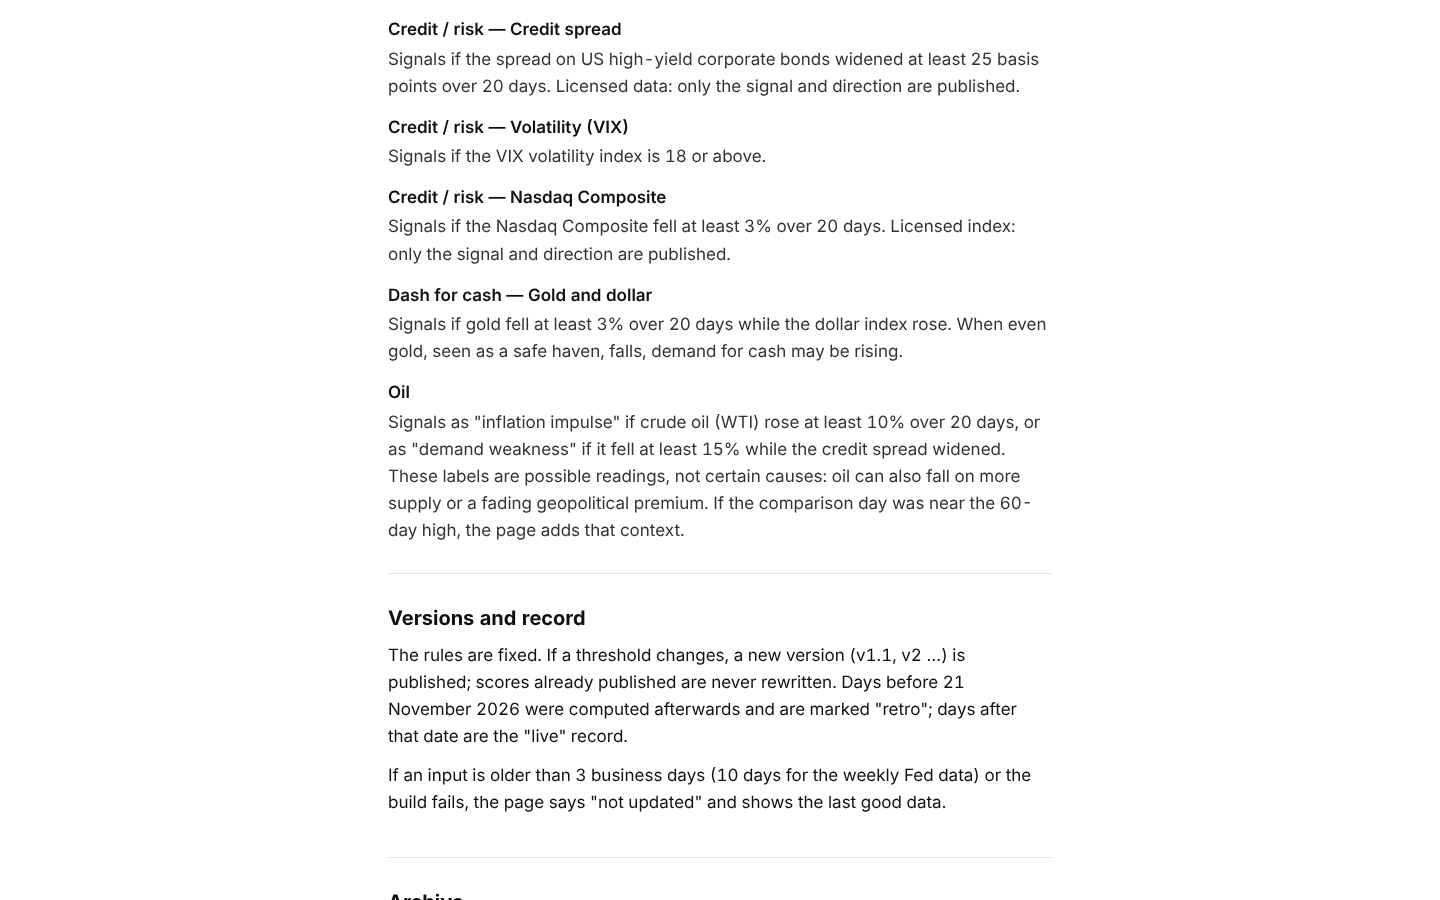 Credit / risk — Credit spread
Signals if the spread on US high-yield corporate bonds widened at least 25 basis
points over 20 days. Licensed data: only the signal and direction are published.
Credit / risk — Volatility (VIX)
Signals if the VIX volatility index is 18 or above.
Credit / risk — Nasdaq Composite
Signals if the Nasdaq Composite fell at least 3% over 20 days. Licensed index:
only the signal and direction are published.
Dash for cash — Gold and dollar
Signals if gold fell at least 3% over 20 days while the dollar index rose. When even
gold, seen as a safe haven, falls, demand for cash may be rising.
Oil
Signals as "inflation impulse" if crude oil (WTI) rose at least 10% over 20 days, or
as "demand weakness" if it fell at least 15% while the credit spread widened.
These labels are possible readings, not certain causes: oil can also fall on more
supply or a fading geopolitical premium. If the comparison day was near the 60-
day high, the page adds that context.
Versions and record
The rules are fixed. If a threshold changes, a new version (v1.1, v2 …) is
published; scores already published are never rewritten. Days before 21
November 2026 were computed afterwards and are marked "retro"; days after
that date are the "live" record.
If an input is older than 3 business days (10 days for the weekly Fed data) or the
build fails, the page says "not updated" and shows the last good data.
Archive